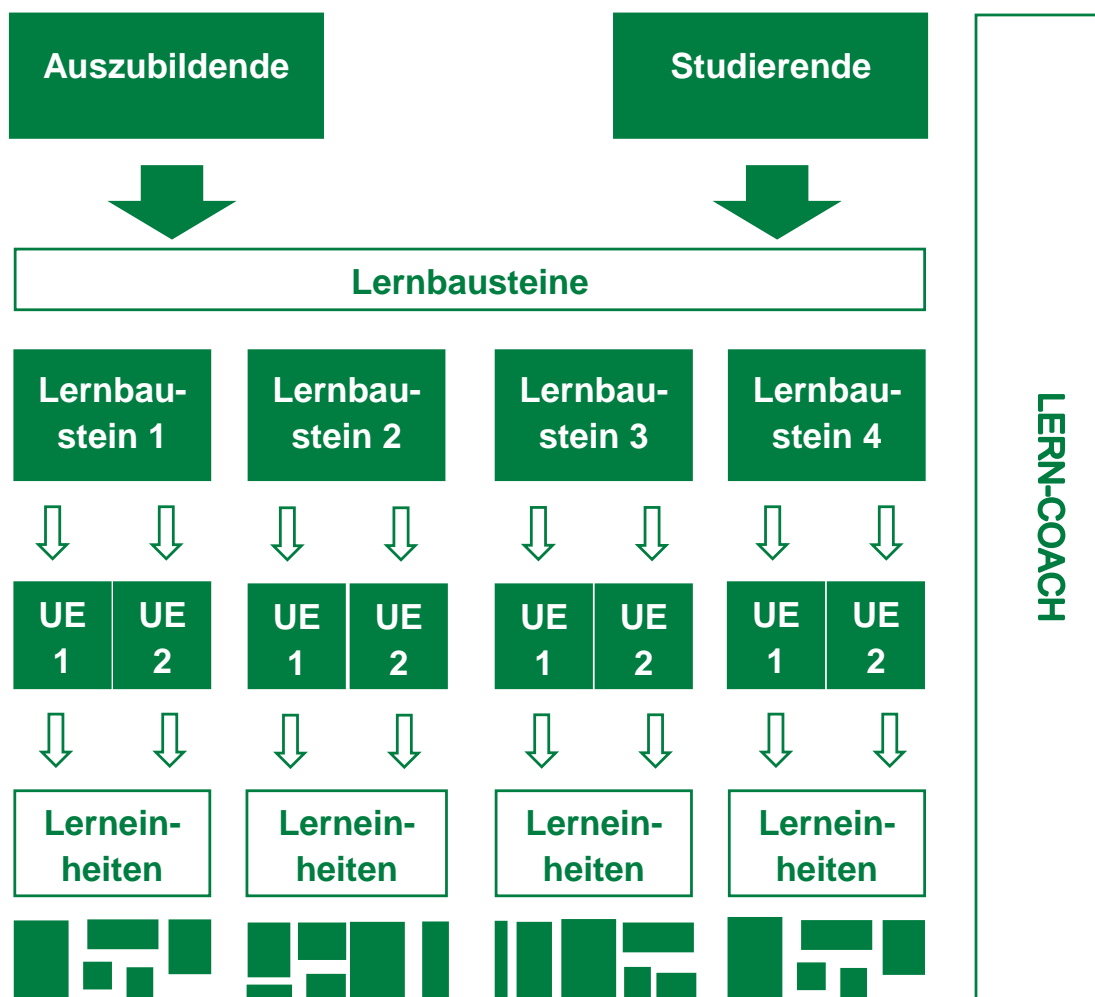 Auszubildende
Studierende
Lernbausteine
Lernbau-
stein 1
Lernbau-
stein 2
Lernbau-
stein 3
Lernbau-
stein 4
UE
1
UE
2
UE
1
UE
2
UE
1
UE
2
UE
1
UE
2
Lernein-
heiten
Lernein-
heiten
Lernein-
heiten
Lernein-
heiten
LERN-COACH